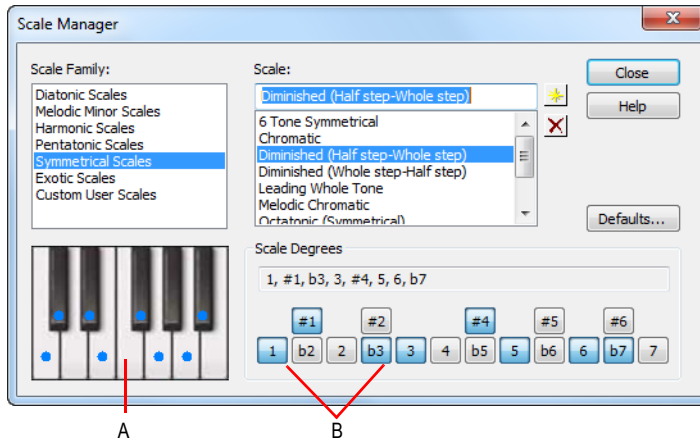 Scale Manager
Scale Family:
Diatonic Scales
Melodic Minor Scales
Harmonic Scales
Pentatonic Scales
Symmetrical Scales
Exotic Scales
Custom User Scales
Scale:
Diminished (Half step-Whole step)
6 Tone Symmetrical
Chromatic
Diminished (Half step-Whole step)
Diminished (Whole step-Half step)
Leading Whole Tone
Melodic Chromatic
Octatonic (Symmetrical)
Close
Help
Defaults...
Scale Degrees
1, #1, b3, 3, #4, 5, 6, b7
#1 #2 #4 #5 #6
1 b2 2 b3 3 4 b5 5 b6 6 b7 7
A B